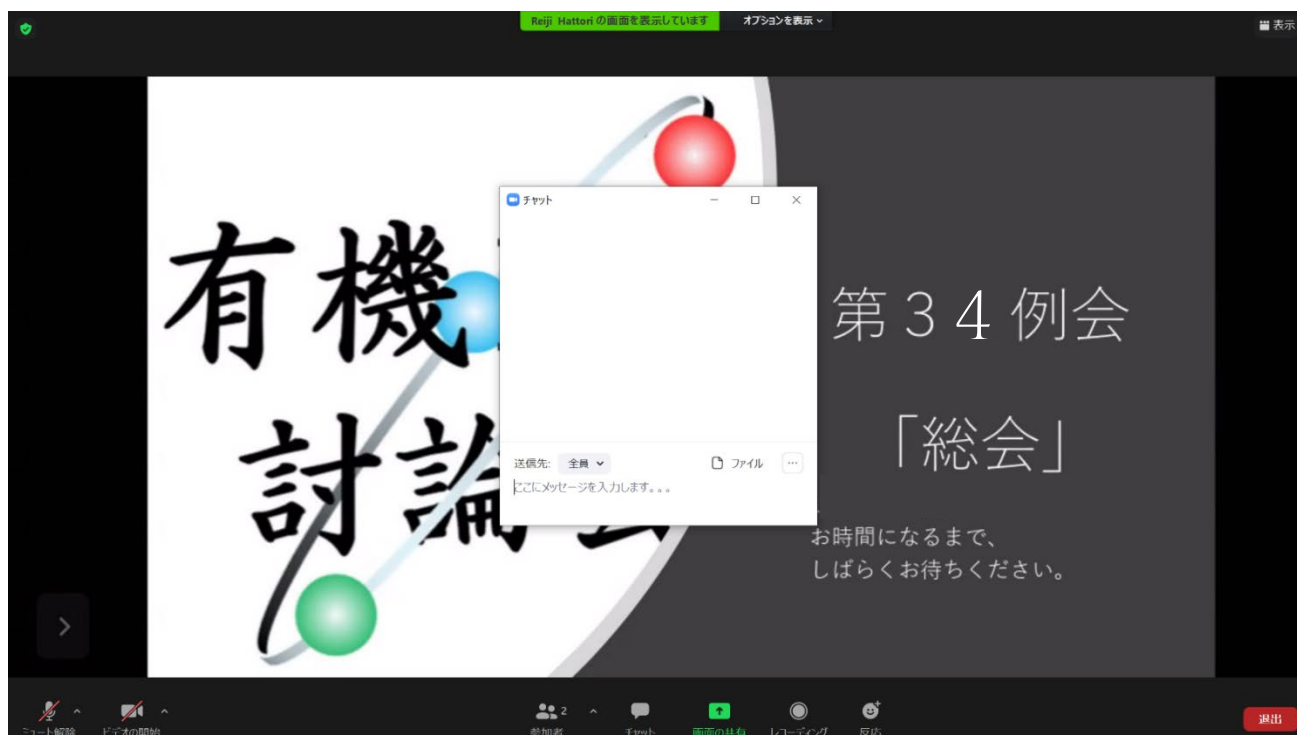 Reiji Hattori の画面を表示しています
オプションを表示
表示
有機
討論会
第３４例会
「総会」
お時間になるまで、
しばらくお待ちください。
チャット
送信先: 全員
ファイル
ここにメッセージを入力します。。。
ミュート解除
ビデオの開始
2
参加者
チャット
画面の共有
レコーディング
反応
退出